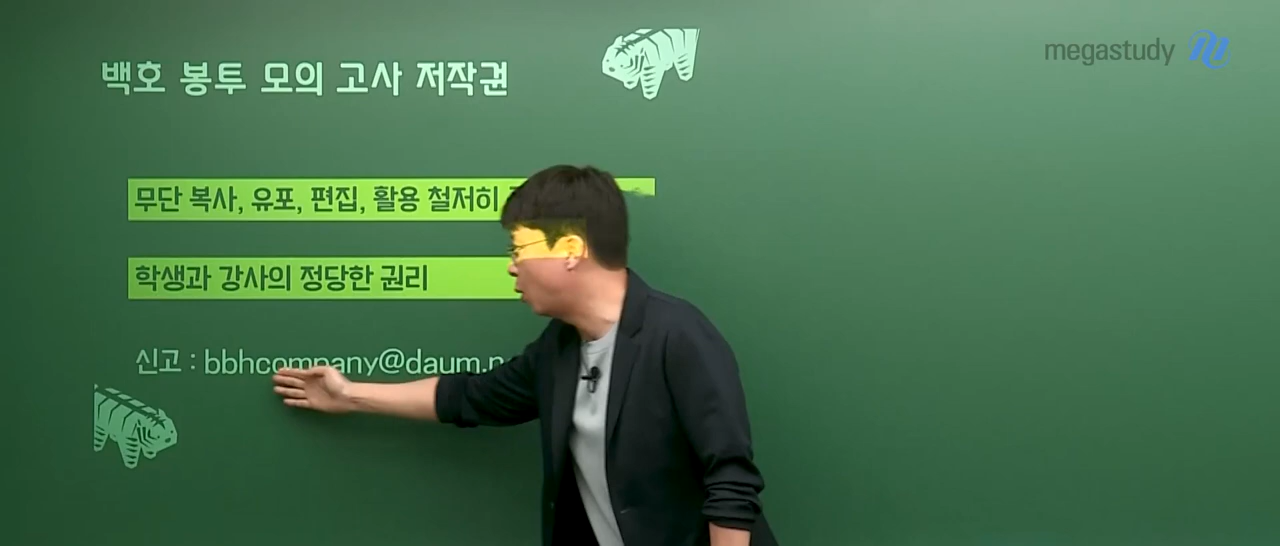 megastudy
백호 봉투 모의 고사 저작권
무단 복사, 유포, 편집, 활용 철저히
학생과 강사의 정당한 권리
신고 : bbhcompany@daum.n